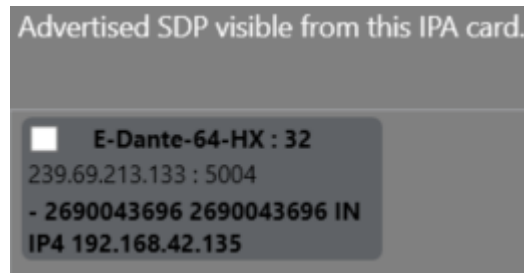 Advertised SDP visible from this IPA card.
E-Dante-64-HX : 32
239.69.213.133 : 5004
- 2690043696 2690043696 IN
IP4 192.168.42.135